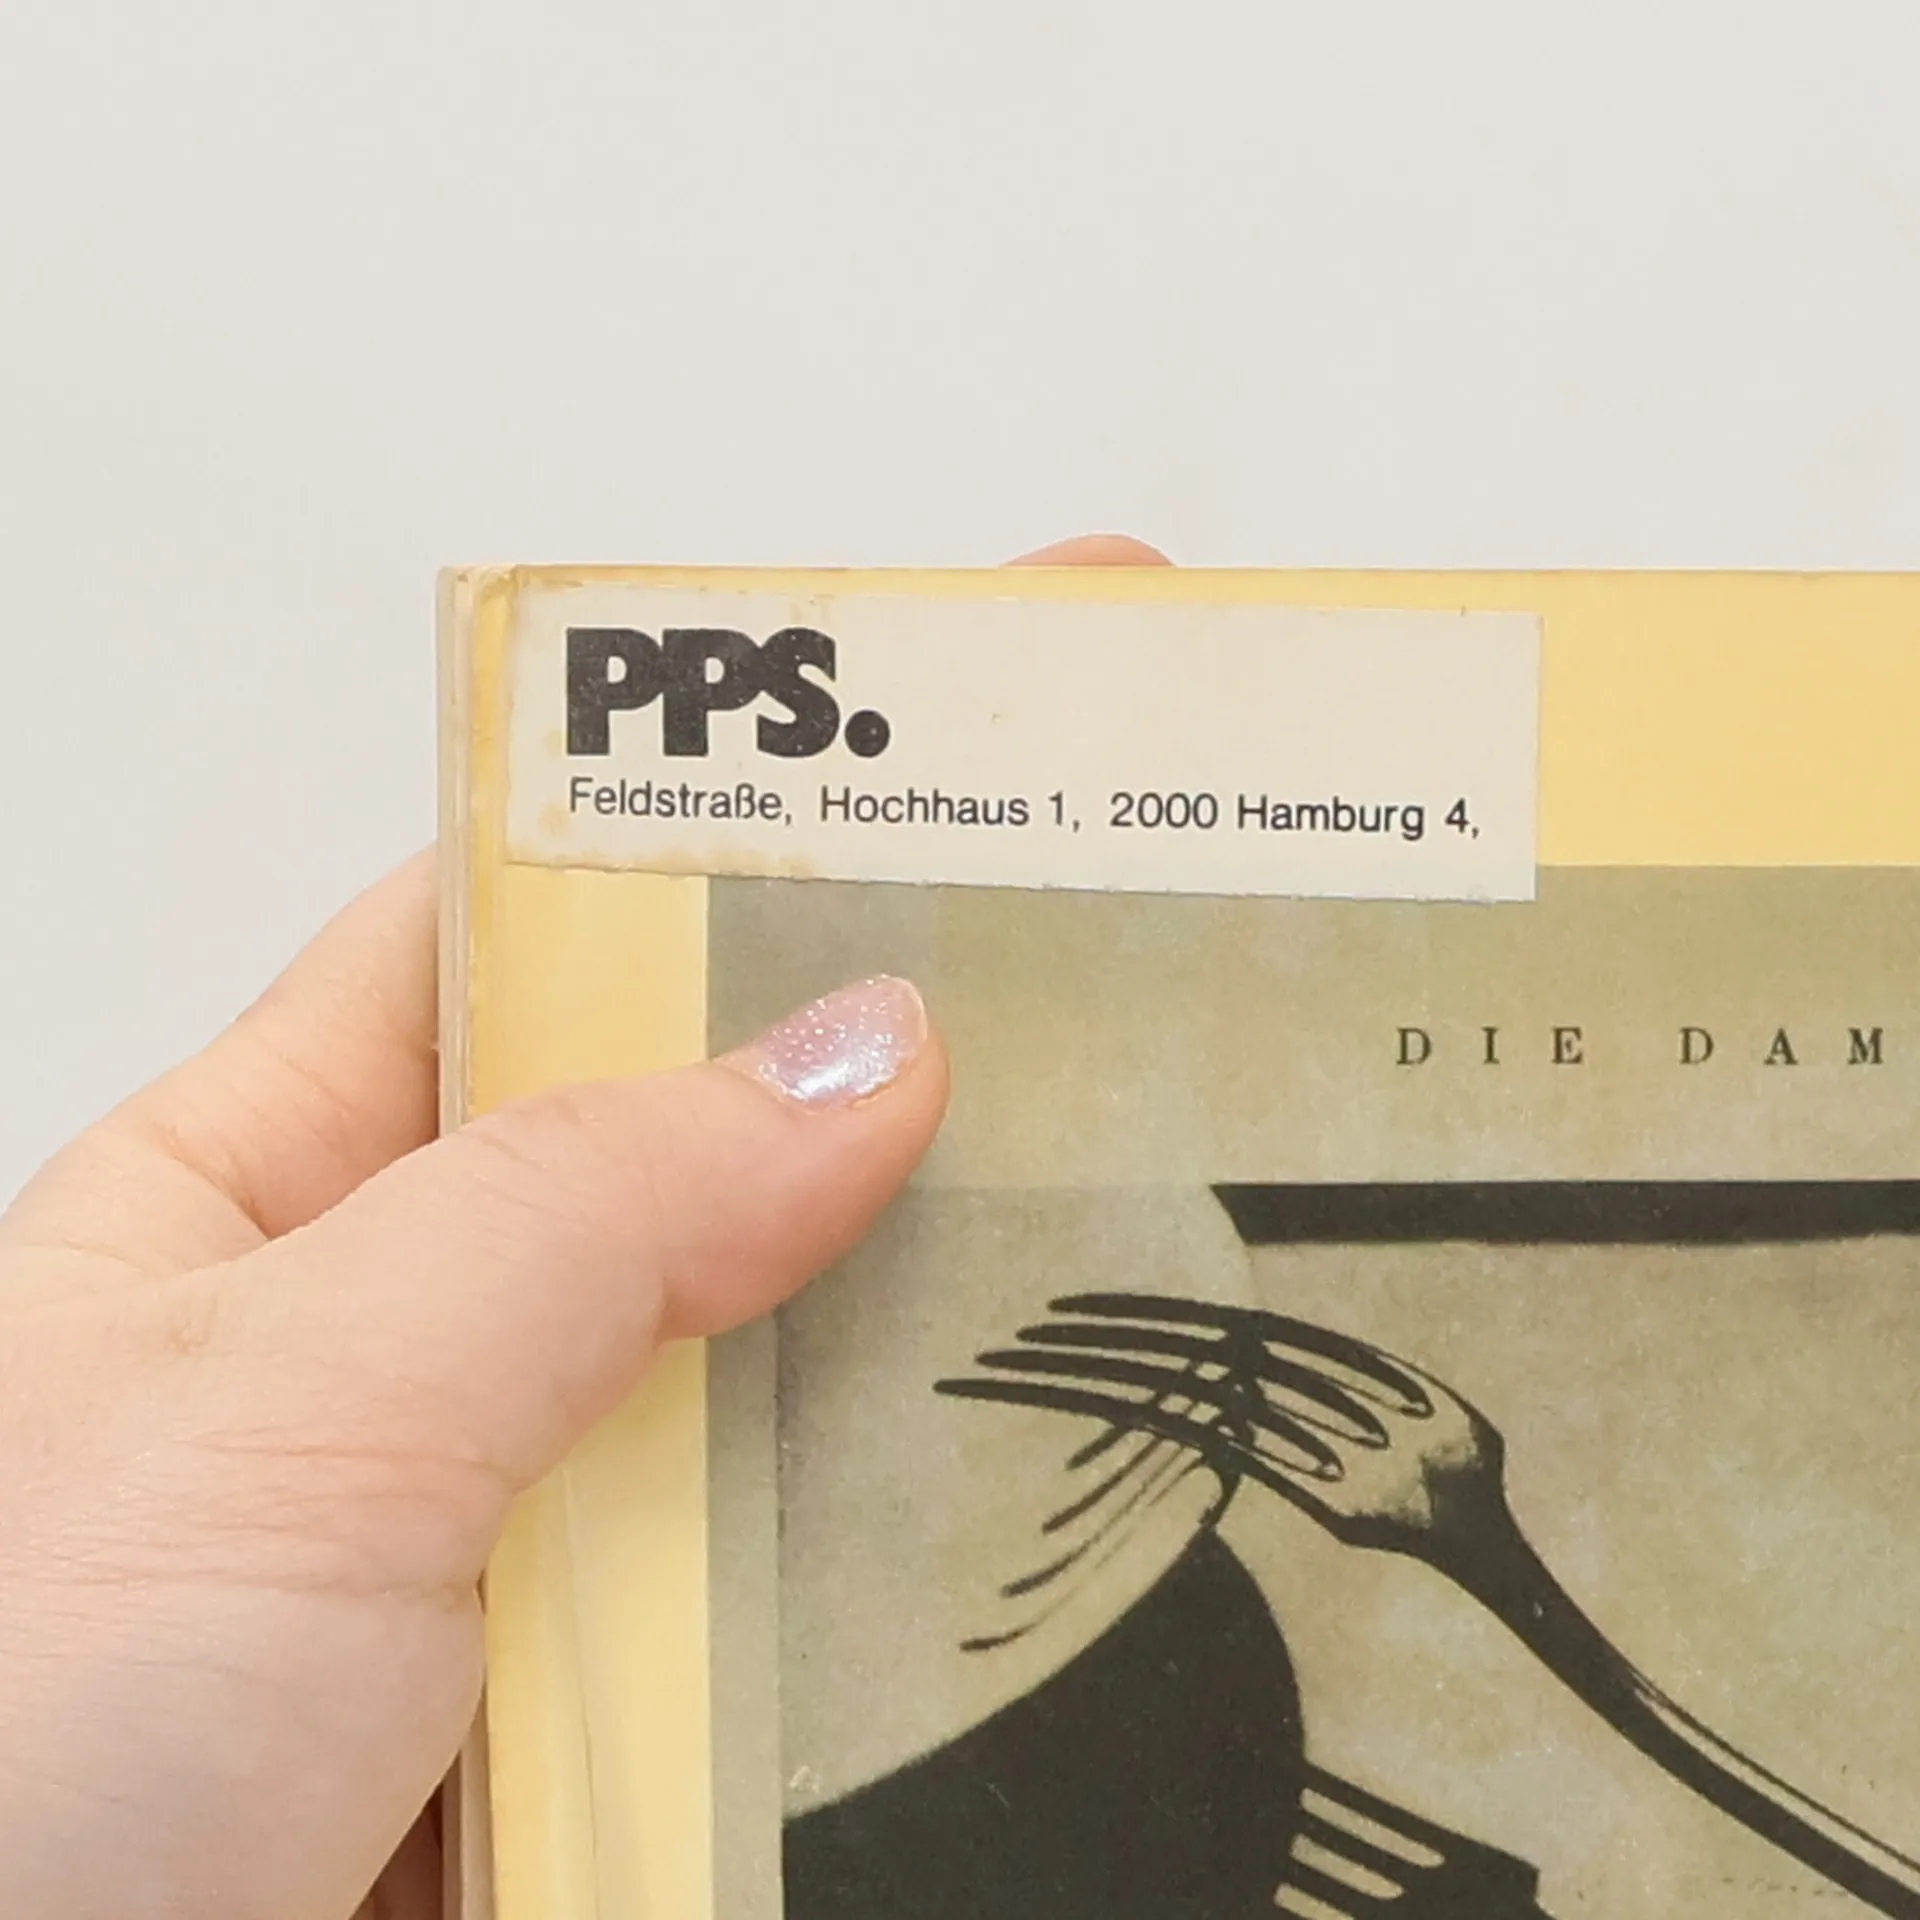 PPS.
Feldstraße, Hochhaus 1, 2000 Hamburg 4,
DIE DAM